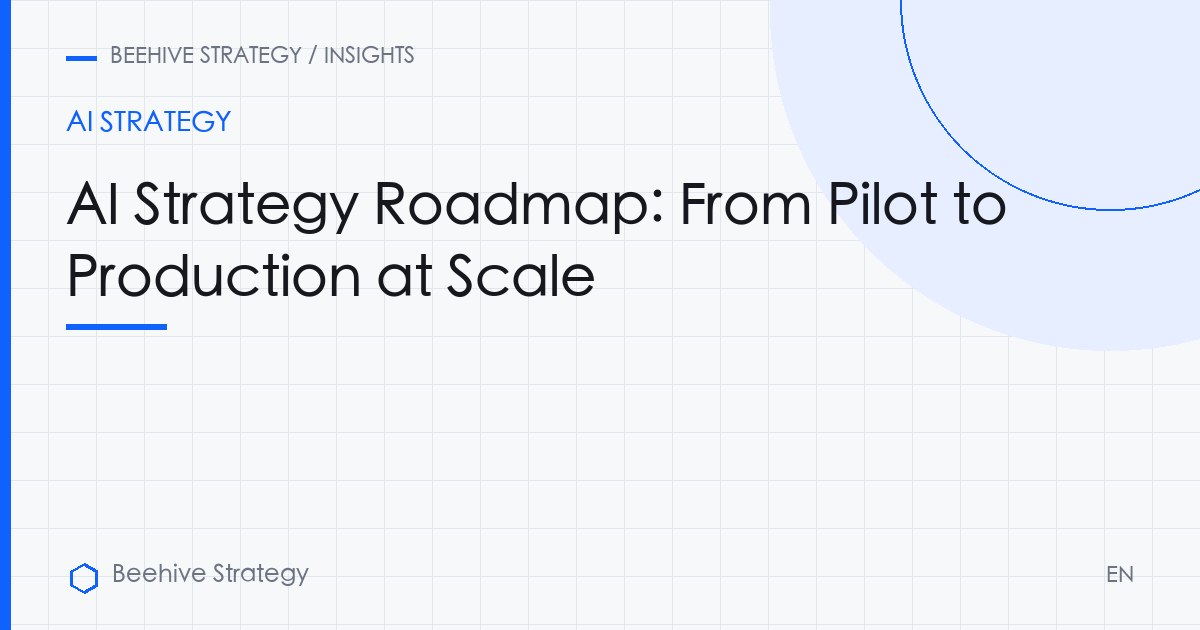 BEEHIVE STRATEGY / INSIGHTS
AI STRATEGY
AI Strategy Roadmap: From Pilot to
Production at Scale
Beehive Strategy
EN